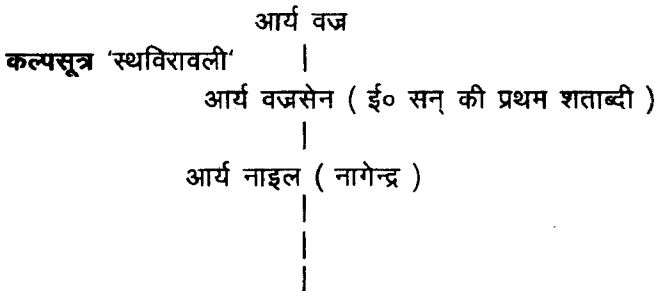 आर्य वज्र
कल्पसूत्र 'स्थविरावली'
आर्य वज्रसेन ( ई० सन् की प्रथम शताब्दी )
आर्य नाइल ( नागेन्द्र )